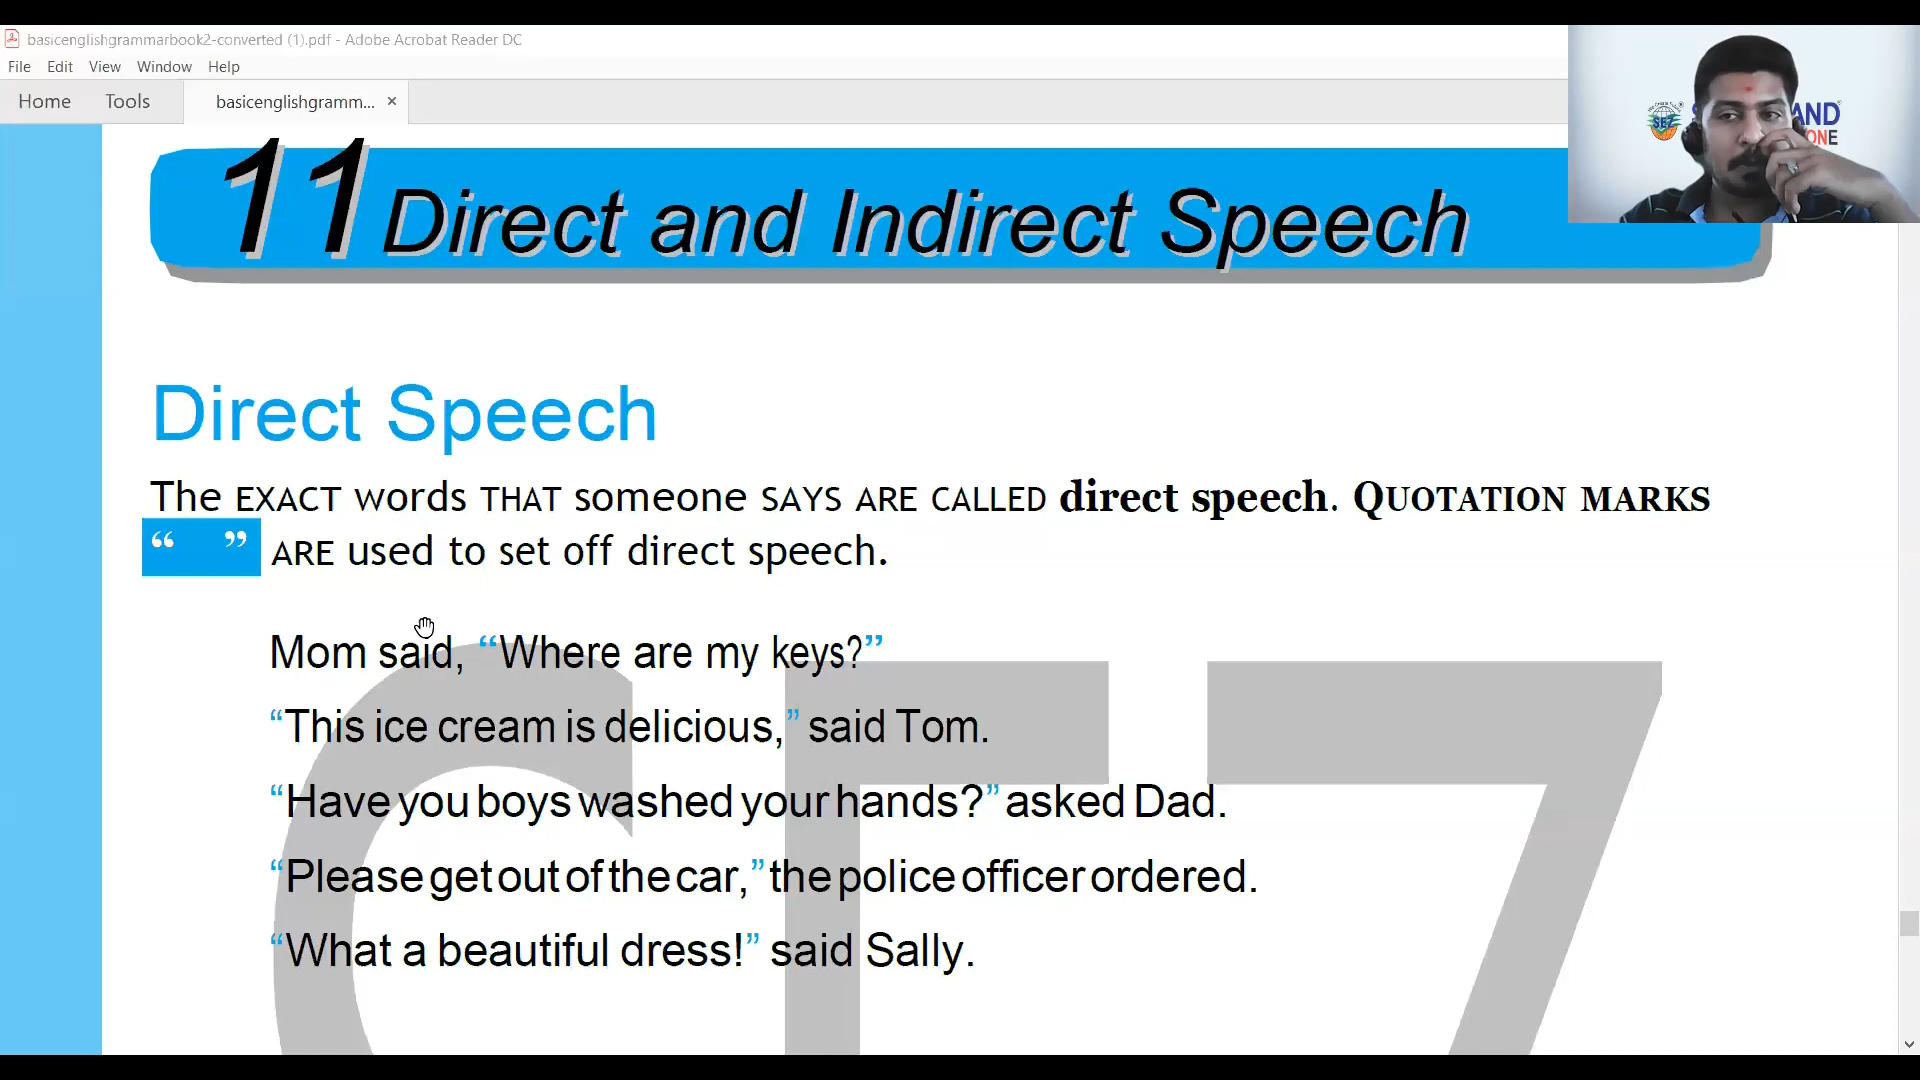 basicenglishgrammarbook2-converted (1).pdf - Adobe Acrobat Reader DC
File Edit View Window Help
Home Tools basicenglishgramm... ×
SEZ AND
ONE
11 Direct and Indirect Speech
Direct Speech
The EXACT words THAT someone SAYS ARE CALLED direct speech. QUOTATION MARKS
“ ” ARE used to set off direct speech.
Mom said, “Where are my keys?”
“This ice cream is delicious,” said Tom.
“Have you boys washed your hands?” asked Dad.
“Please get out of the car,” the police officer ordered.
“What a beautiful dress!” said Sally.